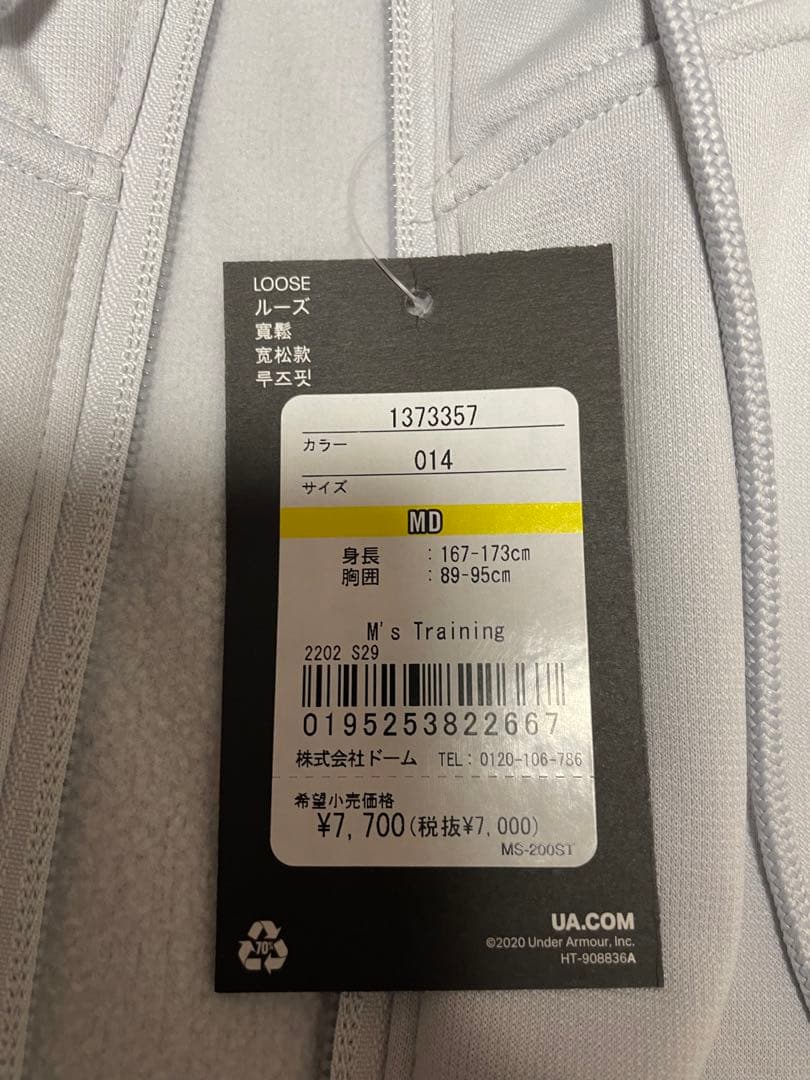 LOOSE
ルーズ
寬鬆
宽松款
루즈핏
1373357
カラー
014
サイズ
MD
身長 : 167-173cm
胸囲 : 89-95cm
M's Training
2202 S29
0195253822667
株式会社ドーム TEL: 0120-106-786
希望小売価格
¥7,700(税抜¥7,000)
MS-200ST
70%
UA.COM
©2020 Under Armour, Inc.
HT-908836A